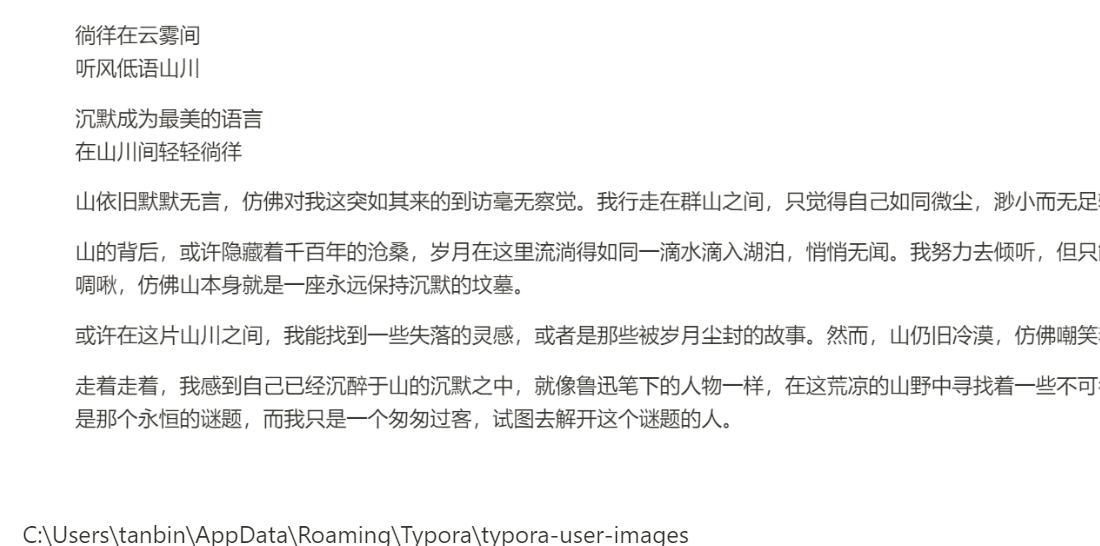 徜徉在云雾间
听风低语山川
沉默成为最美的语言
在山川间轻轻徜徉
山依旧默默无言，仿佛对我这突如其来的到访毫无察觉。我行走在群山之间，只觉得自己如同微尘，渺小而无足
山的背后，或许隐藏着千百年的沧桑，岁月在这里流淌得如同一滴水滴入湖泊，悄悄无闻。我努力去倾听，但只
啁啾，仿佛山本身就是一座永远保持沉默的坟墓。
或许在这片山川之间，我能找到一些失落的灵感，或者是那些被岁月尘封的故事。然而，山仍旧冷漠，仿佛嘲笑
走着走着，我感到自己已经沉醉于山的沉默之中，就像鲁迅笔下的人物一样，在这荒凉的山野中寻找着一些不可
是那个永恒的谜题，而我只是一个匆匆过客，试图去解开这个谜题的人。
C:\Users\tanbin\AppData\Roaming\Typora\typora-user-images